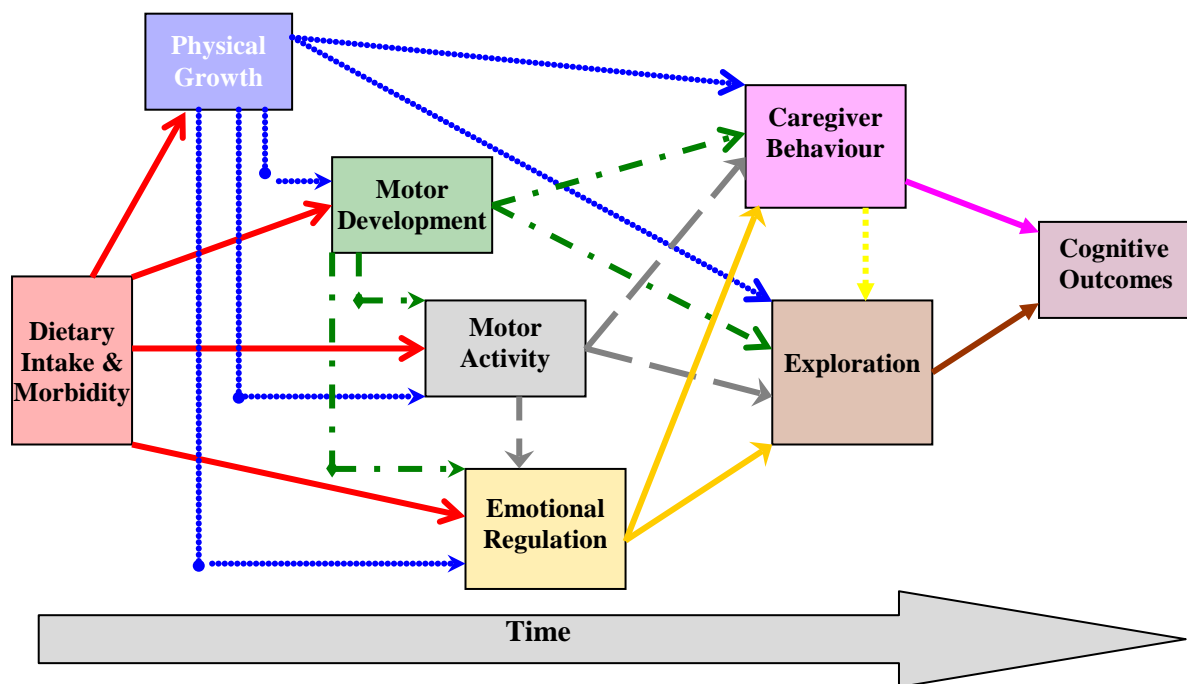 Physical
Growth
Caregiver
Behaviour
Motor
Development
Cognitive
Outcomes
Dietary
Intake &
Morbidity
Motor
Activity
Exploration
Emotional
Regulation
Time